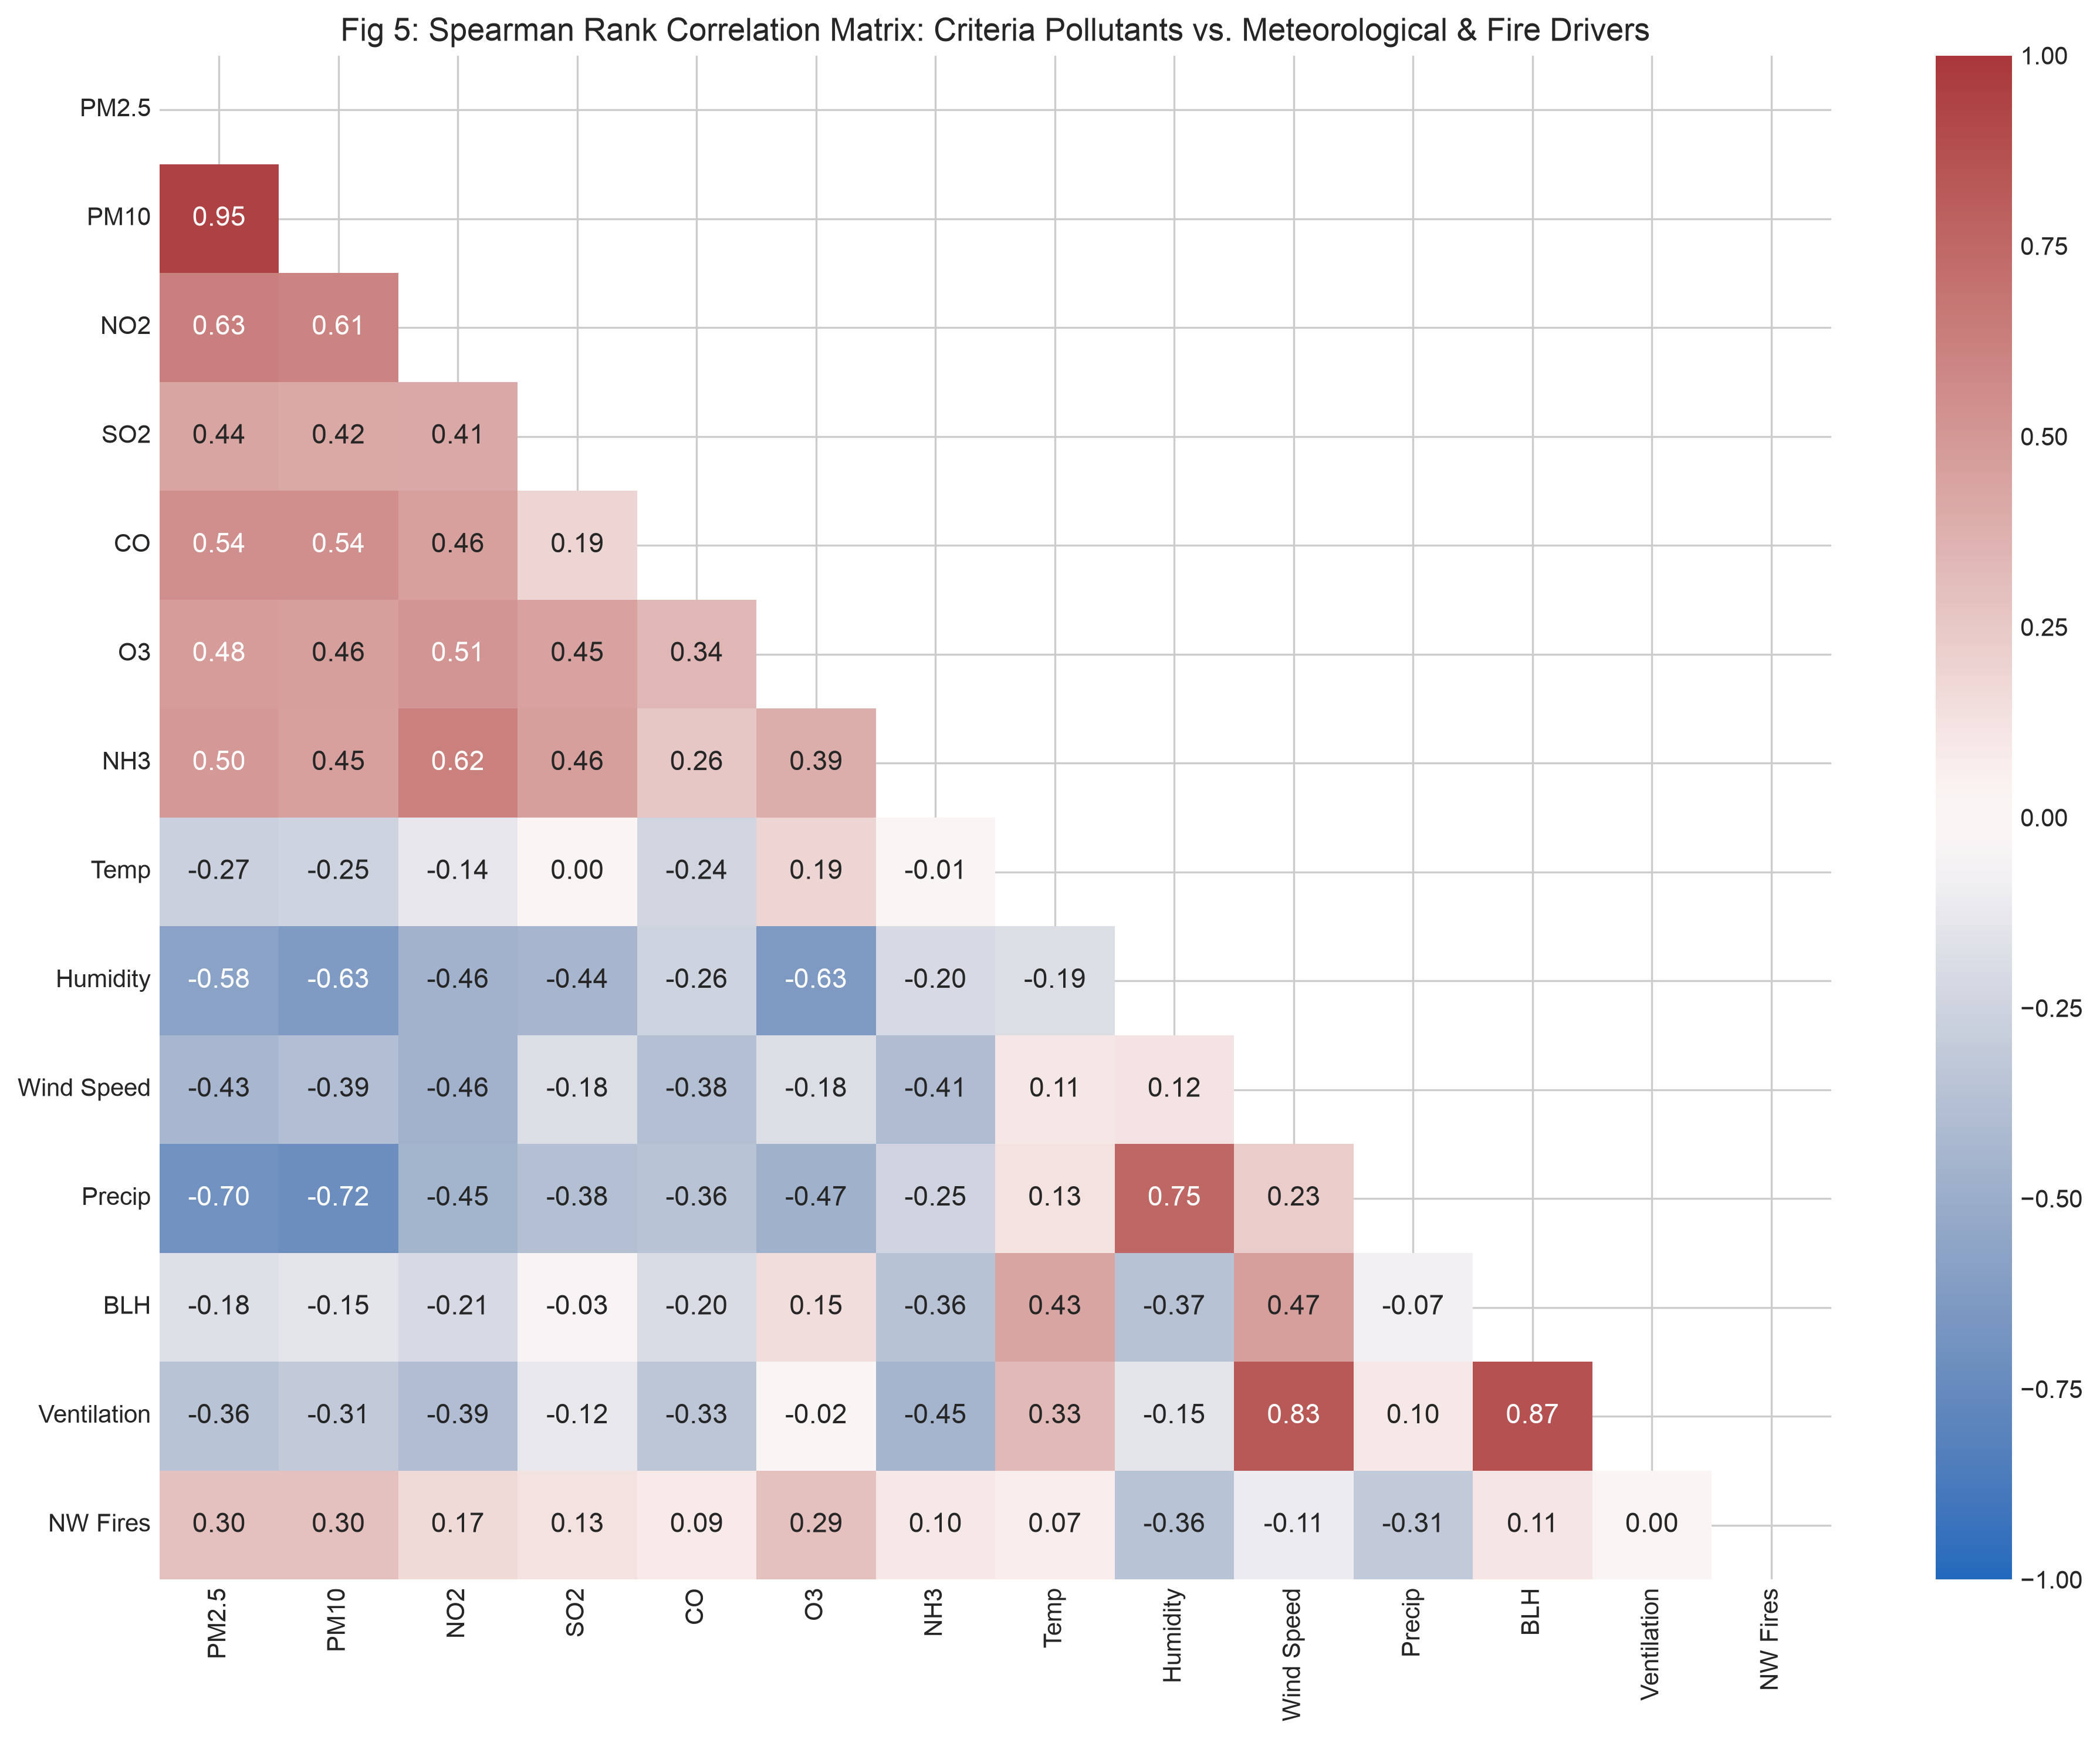 Fig 5: Spearman Rank Correlation Matrix: Criteria Pollutants vs. Meteorological & Fire Drivers
PM2.5
PM10 0.95
NO2 0.63 0.61
SO2 0.44 0.42 0.41
CO 0.54 0.54 0.46 0.19
O3 0.48 0.46 0.51 0.45 0.34
NH3 0.50 0.45 0.62 0.46 0.26 0.39
Temp -0.27 -0.25 -0.14 0.00 -0.24 0.19 -0.01
Humidity -0.58 -0.63 -0.46 -0.44 -0.26 -0.63 -0.20 -0.19
Wind Speed -0.43 -0.39 -0.46 -0.18 -0.38 -0.18 -0.41 0.11 0.12
Precip -0.70 -0.72 -0.45 -0.38 -0.36 -0.47 -0.25 0.13 0.75 0.23
BLH -0.18 -0.15 -0.21 -0.03 -0.20 0.15 -0.36 0.43 -0.37 0.47 -0.07
Ventilation -0.36 -0.31 -0.39 -0.12 -0.33 -0.02 -0.45 0.33 -0.15 0.83 0.10 0.87
NW Fires 0.30 0.30 0.17 0.13 0.09 0.29 0.10 0.07 -0.36 -0.11 -0.31 0.11 0.00
PM2.5 PM10 NO2 SO2 CO O3 NH3 Temp Humidity Wind Speed Precip BLH Ventilation NW Fires
1.00
0.75
0.50
0.25
0.00
−0.25
−0.50
−0.75
−1.00